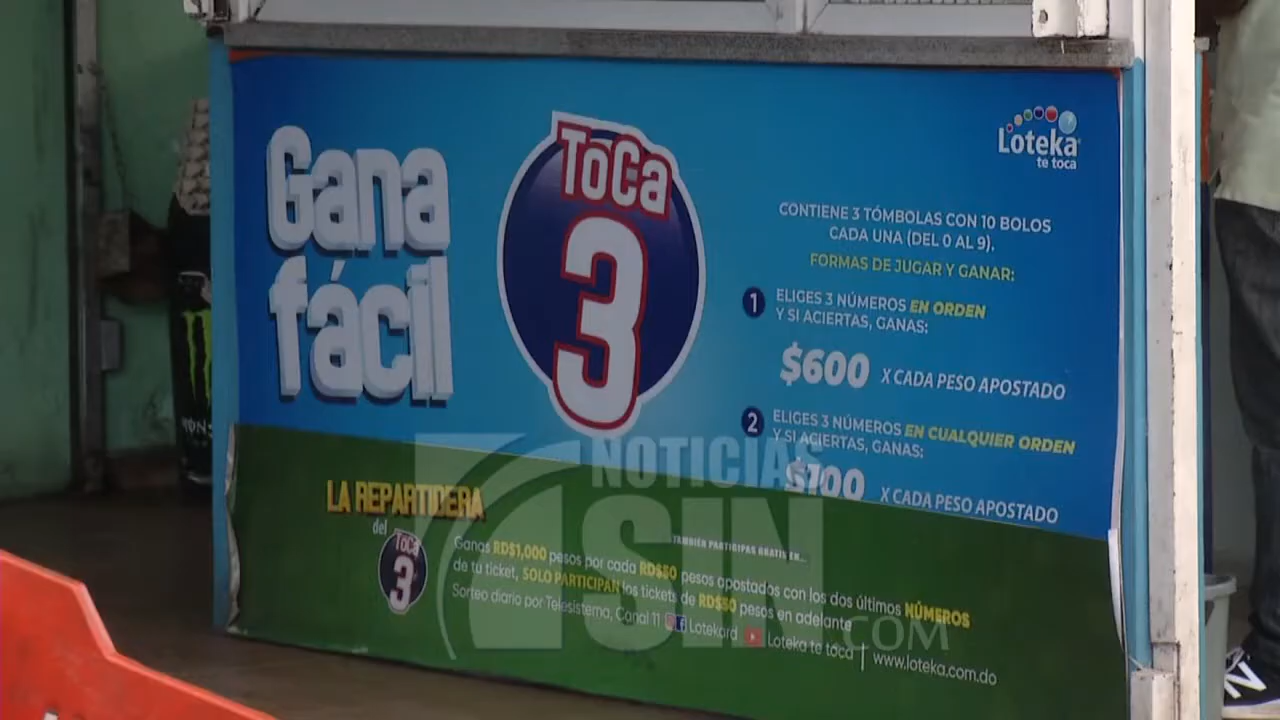 Gana
fácil
ToCa
3
Loteka
te toca
CONTIENE 3 TÓMBOLAS CON 10 BOLOS
CADA UNA (DEL 0 AL 9).
FORMAS DE JUGAR Y GANAR:
1 ELIGES 3 NÚMEROS EN ORDEN
Y SI ACIERTAS, GANAS:
$600 X CADA PESO APOSTADO
2 ELIGES 3 NÚMEROS EN CUALQUIER ORDEN
Y SI ACIERTAS, GANAS:
$100 X CADA PESO APOSTADO
LA REPARTIDERA
del
ToCa
3
TAMBIÉN PARTICIPAS GRATIS EN...
Ganas RD$1,000 pesos por cada RD$50 pesos apostados con los dos últimos NÚMEROS
de tu ticket, SOLO PARTICIPAN los tickets de RD$50 pesos en adelante
Sorteo diario por Telesistema, Canal 11 Lotekard Loteka te toca | www.loteka.com.do
NOTICIAS
SIN
.COM